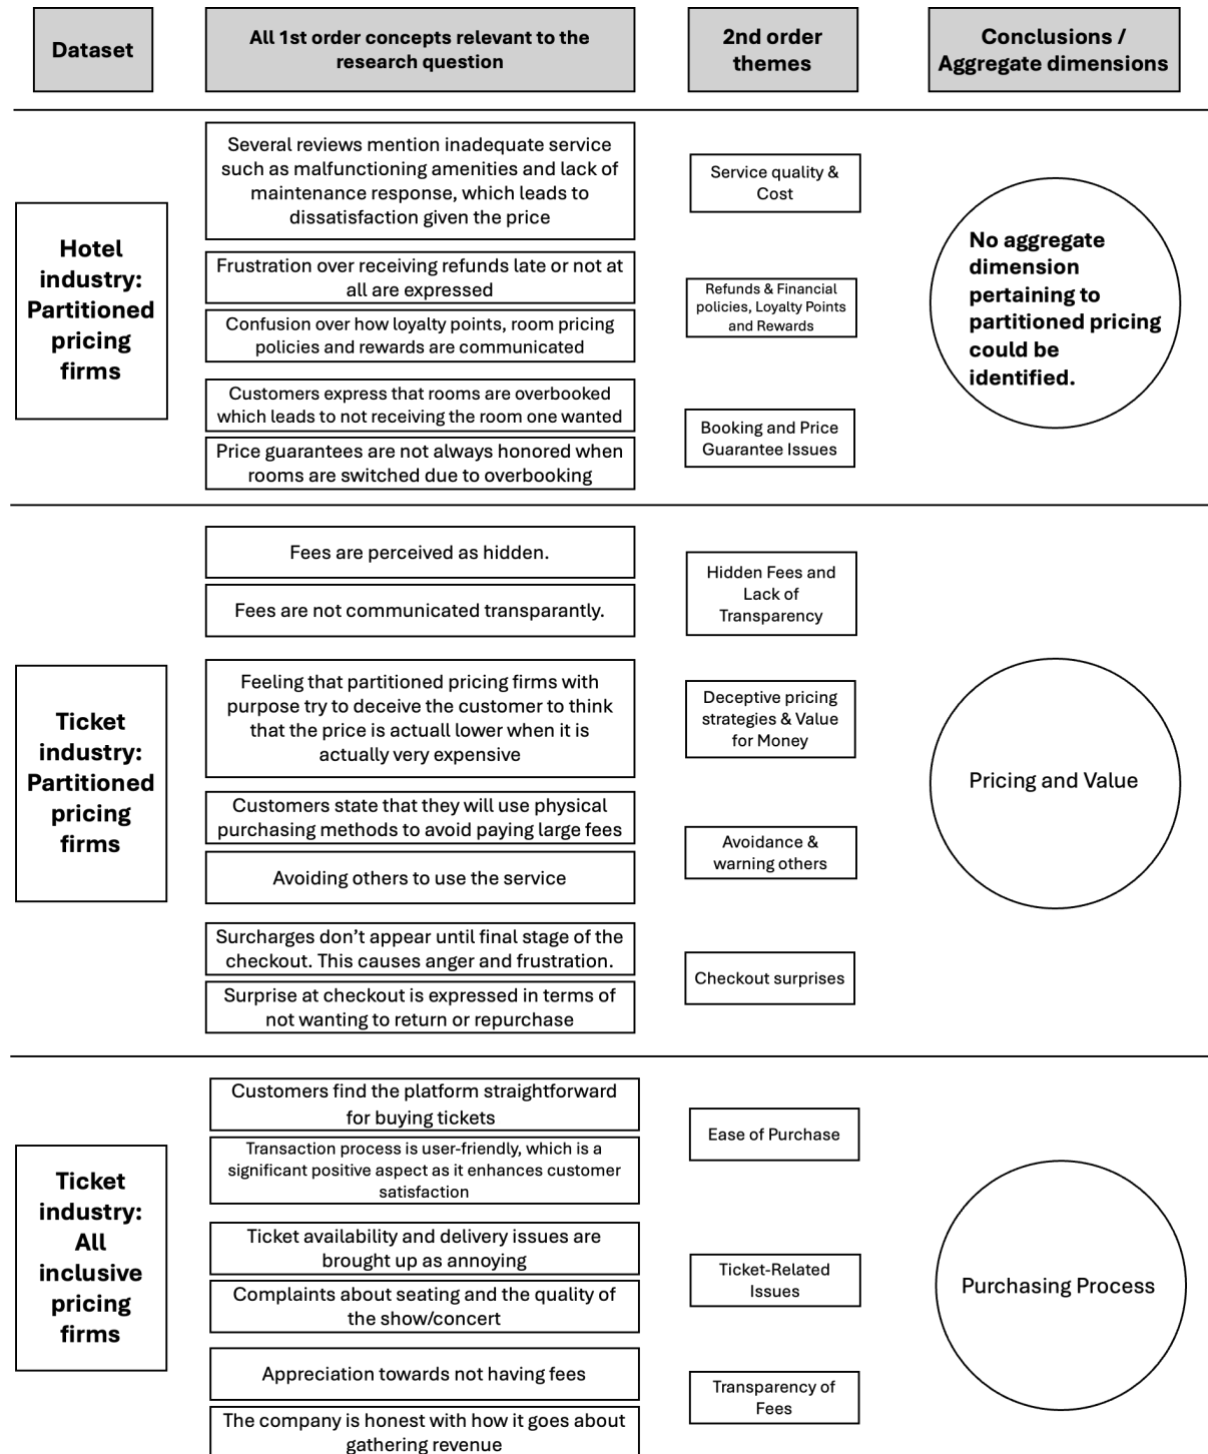 Dataset
All 1st order concepts relevant to the
research question
2nd order
themes
Conclusions /
Aggregate dimensions
Hotel
industry:
Partitioned
pricing
firms
Several reviews mention inadequate service
such as malfunctioning amenities and lack of
maintenance response, which leads to
dissatisfaction given the price
Frustration over receiving refunds late or not at
all are expressed
Confusion over how loyalty points, room pricing
policies and rewards are communicated
Customers express that rooms are overbooked
which leads to not receiving the room one wanted
Price guarantees are not always honored when
rooms are switched due to overbooking
Service quality &
Cost
Refunds & Financial
policies, Loyalty Points
and Rewards
Booking and Price
Guarantee Issues
No aggregate
dimension
pertaining to
partitioned pricing
could be
identified.
Ticket
industry:
Partitioned
pricing
firms
Fees are perceived as hidden.
Fees are not communicated transparantly.
Feeling that partitioned pricing firms with
purpose try to deceive the customer to think
that the price is actuall lower when it is
actually very expensive
Customers state that they will use physical
purchasing methods to avoid paying large fees
Avoiding others to use the service
Surcharges don’t appear until final stage of the
checkout. This causes anger and frustration.
Surprise at checkout is expressed in terms of
not wanting to return or repurchase
Hidden Fees and
Lack of
Transparency
Deceptive pricing
strategies & Value
for Money
Avoidance &
warning others
Checkout surprises
Pricing and Value
Ticket
industry:
All
inclusive
pricing
firms
Customers find the platform straightforward
for buying tickets
Transaction process is user-friendly, which is a
significant positive aspect as it enhances customer
satisfaction
Ticket availability and delivery issues are
brought up as annoying
Complaints about seating and the quality of
the show/concert
Appreciation towards not having fees
The company is honest with how it goes about
gathering revenue
Ease of Purchase
Ticket-Related
Issues
Transparency of
Fees
Purchasing Process